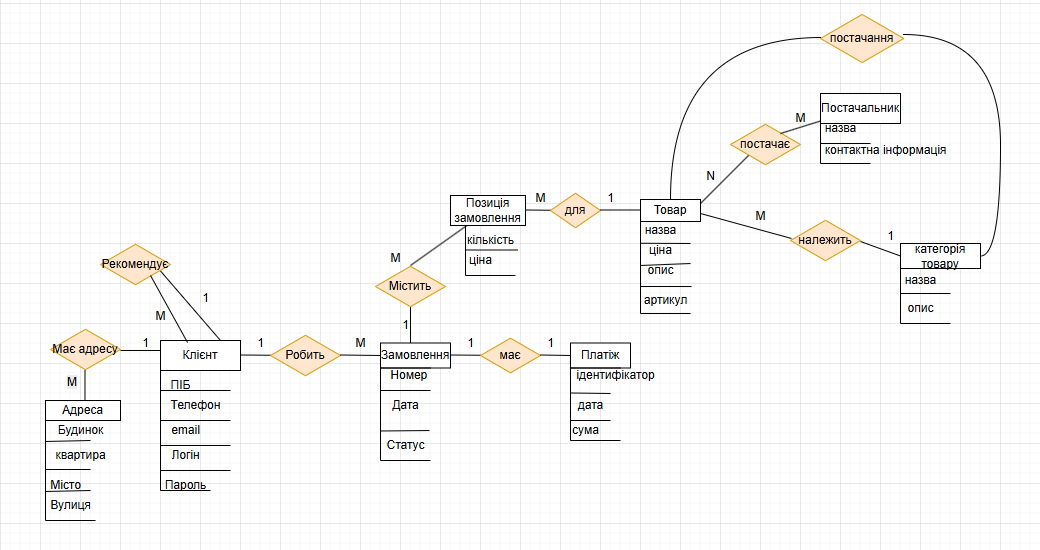 постачання
Постачальник
назва
контактна інформація
М
постачає
N
Позиція
замовлення
кількість
ціна
М
для
1
Товар
назва
ціна
опис
артикул
М
належить
1
категорія
товару
назва
опис
Рекомендує
М
1
М
Містить
1
Має адресу
1
М
Клієнт
ПІБ
Телефон
email
Логін
Пароль
1
Робить
М
Замовлення
Номер
Дата
Статус
1
має
1
Платіж
ідентифікатор
дата
сума
Адреса
Будинок
квартира
Місто
Вулиця